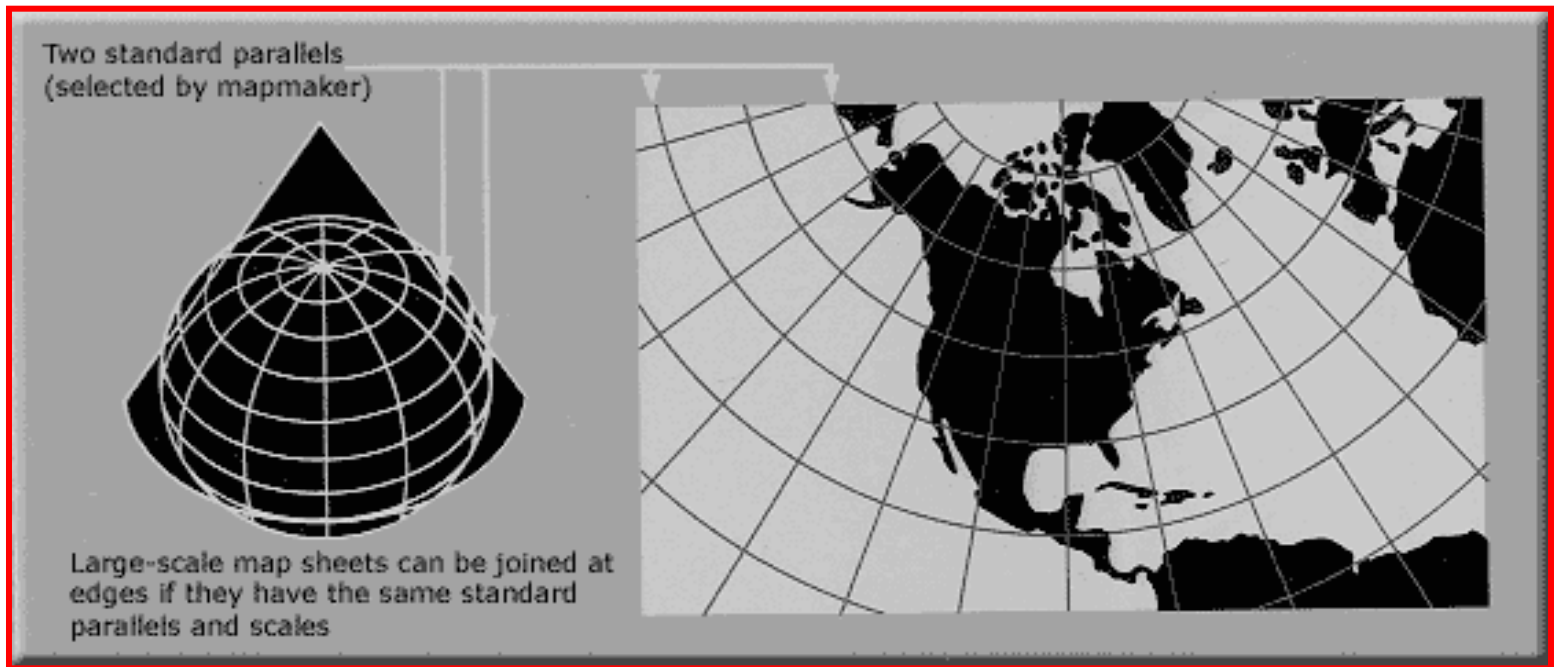 Two standard parallels
(selected by mapmaker)
Large-scale map sheets can be joined at
edges if they have the same standard
parallels and scales